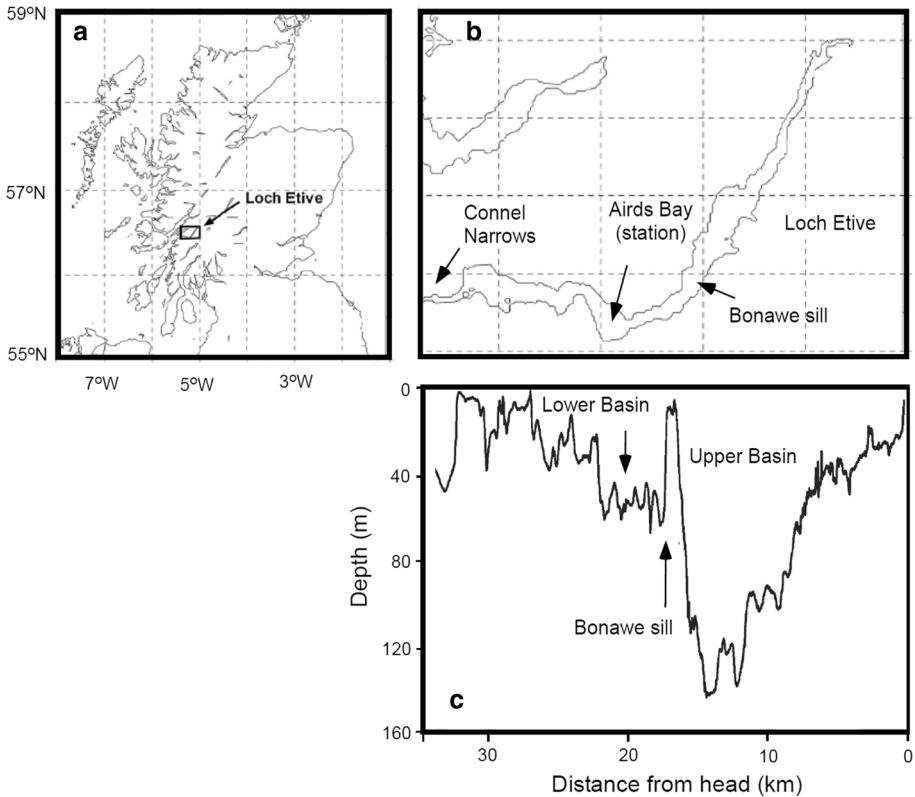 59ºN
57ºN
55ºN
a
Loch Etive
7ºW
5ºW
3ºW
b
Connel
Narrows
Airds Bay
(station)
Loch Etive
Bonawe sill
0
40
80
120
160
Depth (m)
Lower Basin
Upper Basin
Bonawe sill
c
30
20
10
0
Distance from head (km)